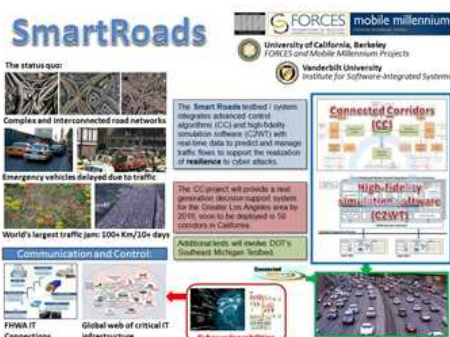 SmartRoads
FORCES
mobile millennium
University of California, Berkeley
FORCES and Mobile Millennium Projects
Vanderbilt University
Institute for Software-Integrated Systems
The status quo:
Complex and Interconnected road networks
Emergency vehicles delayed due to traffic
World's largest traffic jam: 100+ Km/10+ days
The Smart Roads testbed / system
integrates advanced control
algorithms (CC) and high-fidelity
simulation software (C2WT) with
real-time data to predict and manage
traffic flows to support the realization
of resilience to cyber attacks.
The CC project will provide a next
generation decision-support system
for the Greater Los Angeles area by
soon to be deployed in 50
corridors in California
Additional tests will involve DOT's
Southeast Michigan Testbed
Connected Corridors
(CC)
High-fidelity
simulation software
(C2WT)
Communication and Control:
Connected
FHWA IT
Connections
Global web of critical IT
infrastructure